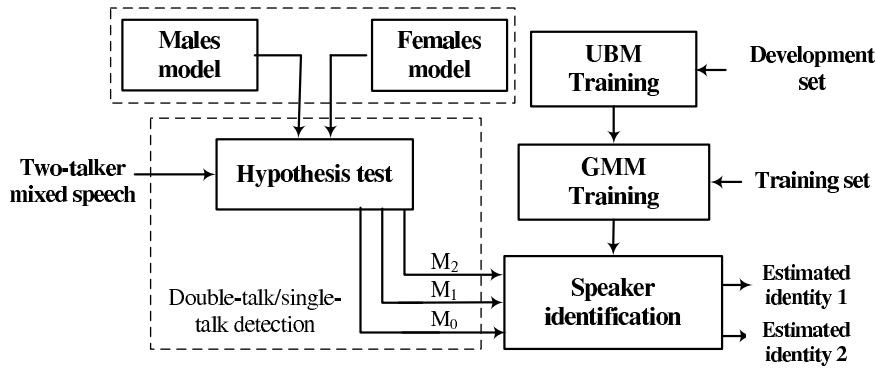 Males
model
Females
model
UBM
Training
Development
set
Two-talker
mixed speech
Hypothesis test
GMM
Training
Training set
M2
M1
M0
Double-talk/single-
talk detection
Speaker
identification
Estimated
identity 1
Estimated
identity 2